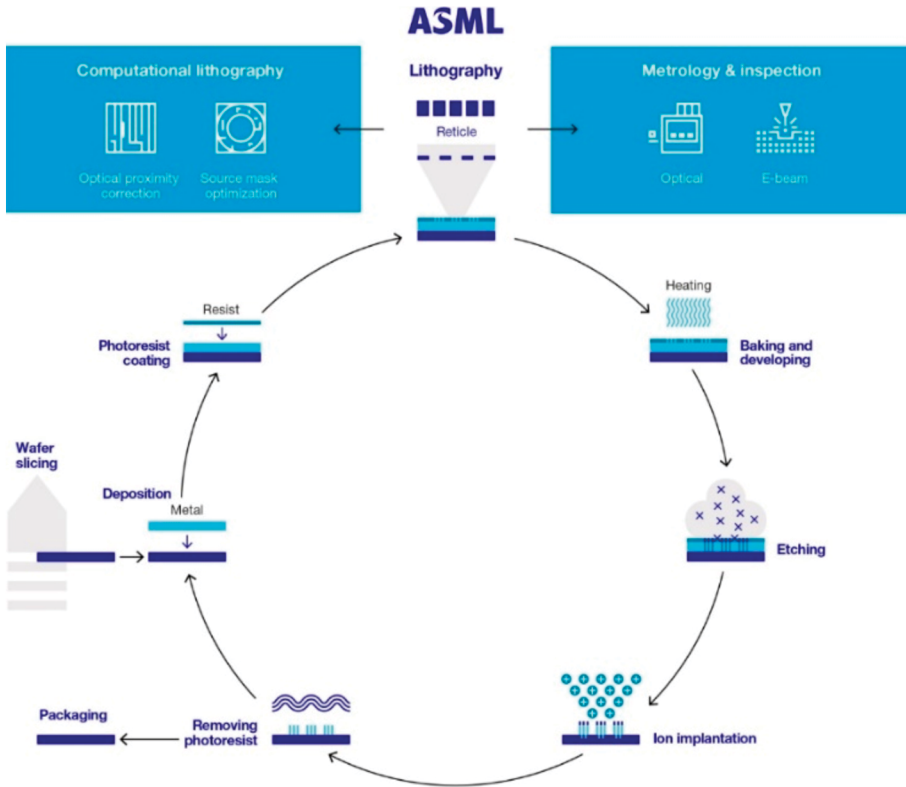 ASML
Computational lithography
Optical proximity
correction
Source mask
optimization
Lithography
Reticle
Metrology & inspection
Optical
E-beam
Heating
Baking and
developing
Etching
Ion implantation
Removing
photoresist
Packaging
Wafer
slicing
Deposition
Metal
Resist
Photoresist
coating